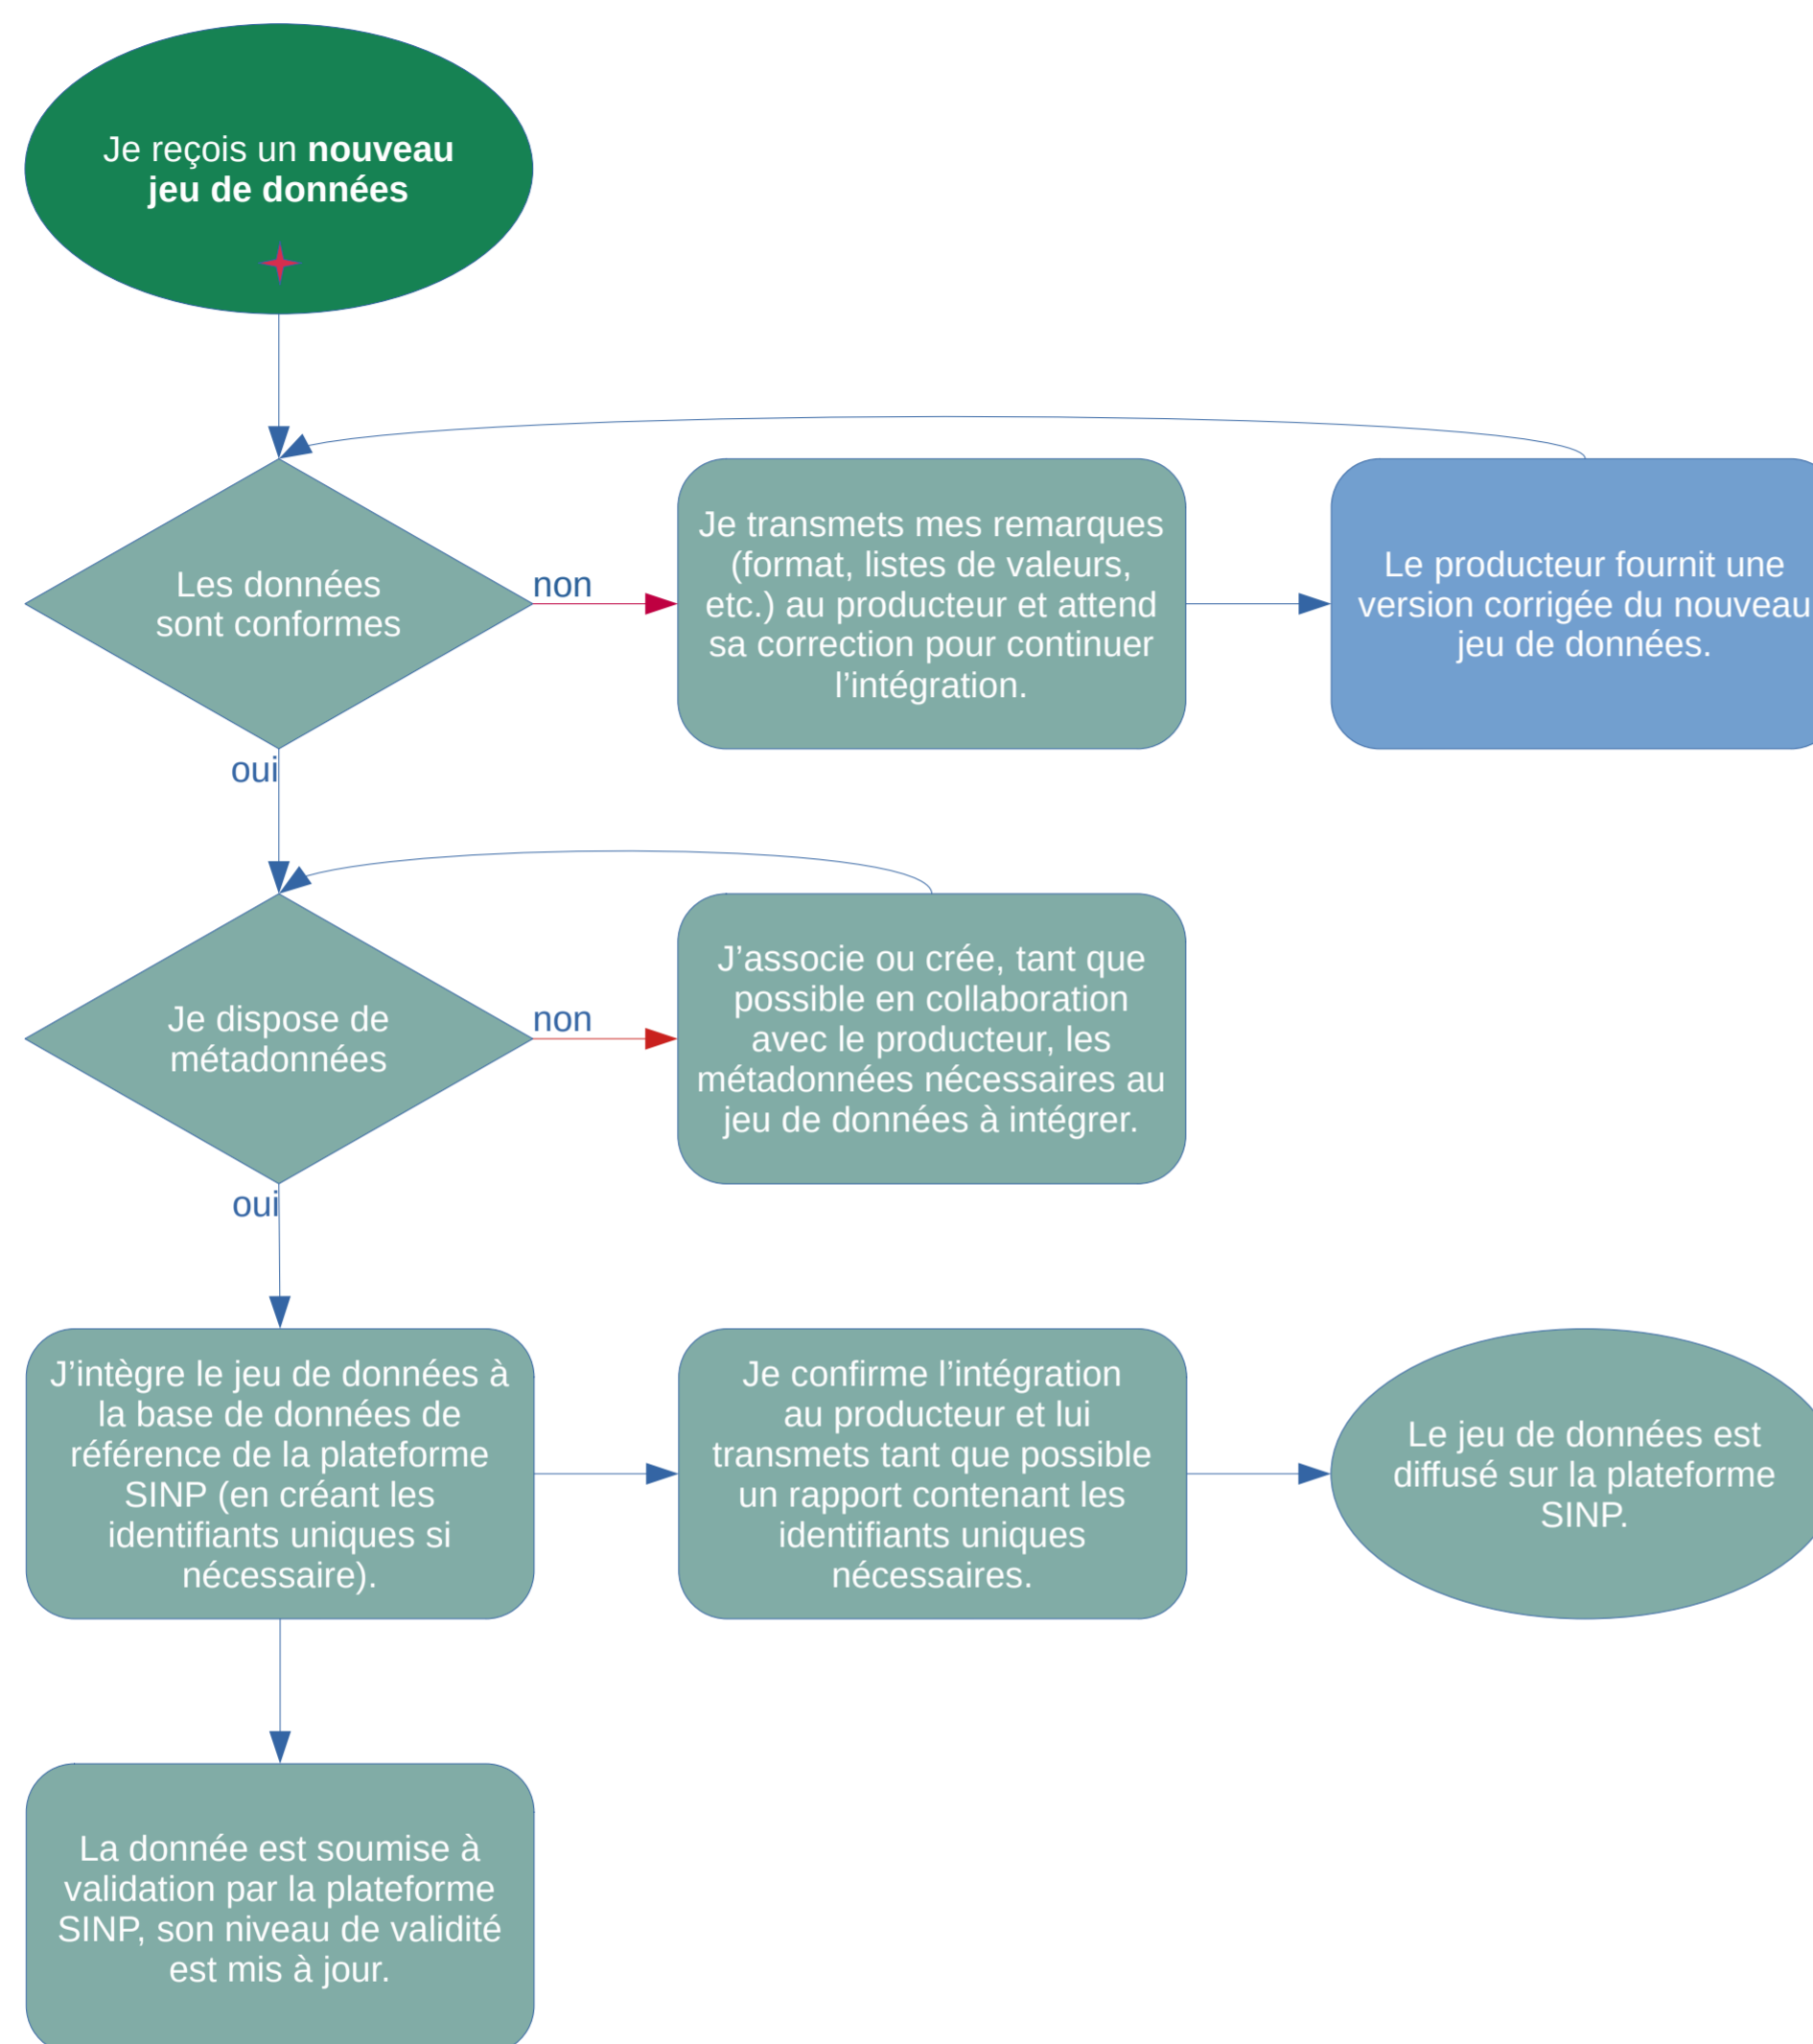 Je reçois un nouveau
jeu de données
Les données
sont conformes
non
Je transmets mes remarques
(format, listes de valeurs,
etc.) au producteur et attend
sa correction pour continuer
l’intégration.
Le producteur fournit une
version corrigée du nouveau
jeu de données.
oui
Je dispose de
métadonnées
non
J’associe ou crée, tant que
possible en collaboration
avec le producteur, les
métadonnées nécessaires au
jeu de données à intégrer.
oui
J’intègre le jeu de données à
la base de données de
référence de la plateforme
SINP (en créant les
identifiants uniques si
nécessaire).
Je confirme l’intégration
au producteur et lui
transmets tant que possible
un rapport contenant les
identifiants uniques
nécessaires.
Le jeu de données est
diffusé sur la plateforme
SINP.
La donnée est soumise à
validation par la plateforme
SINP, son niveau de validité
est mis à jour.